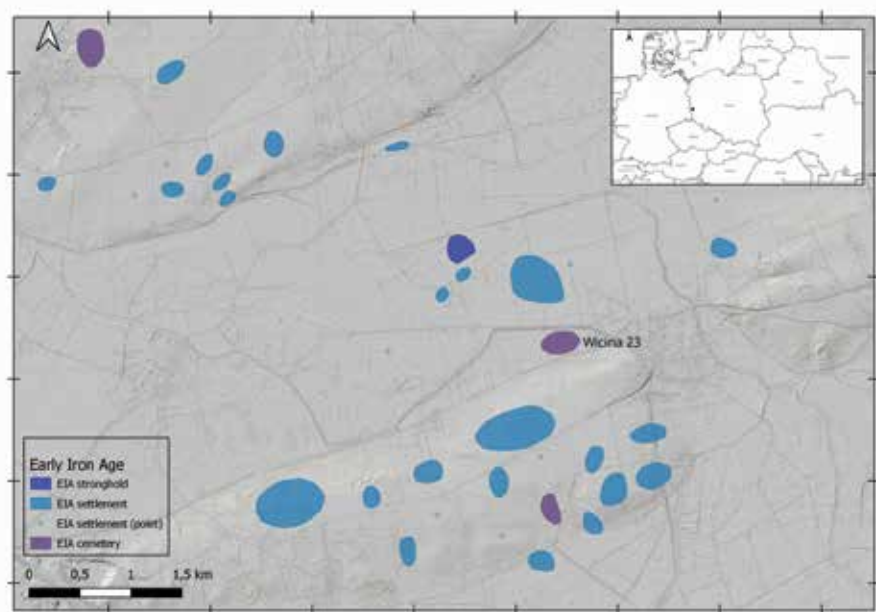 Wicina 23
Early Iron Age
EIA stronghold
EIA settlement
EIA settlement (point)
EIA cemetery
0 0,5 1 1,5 km